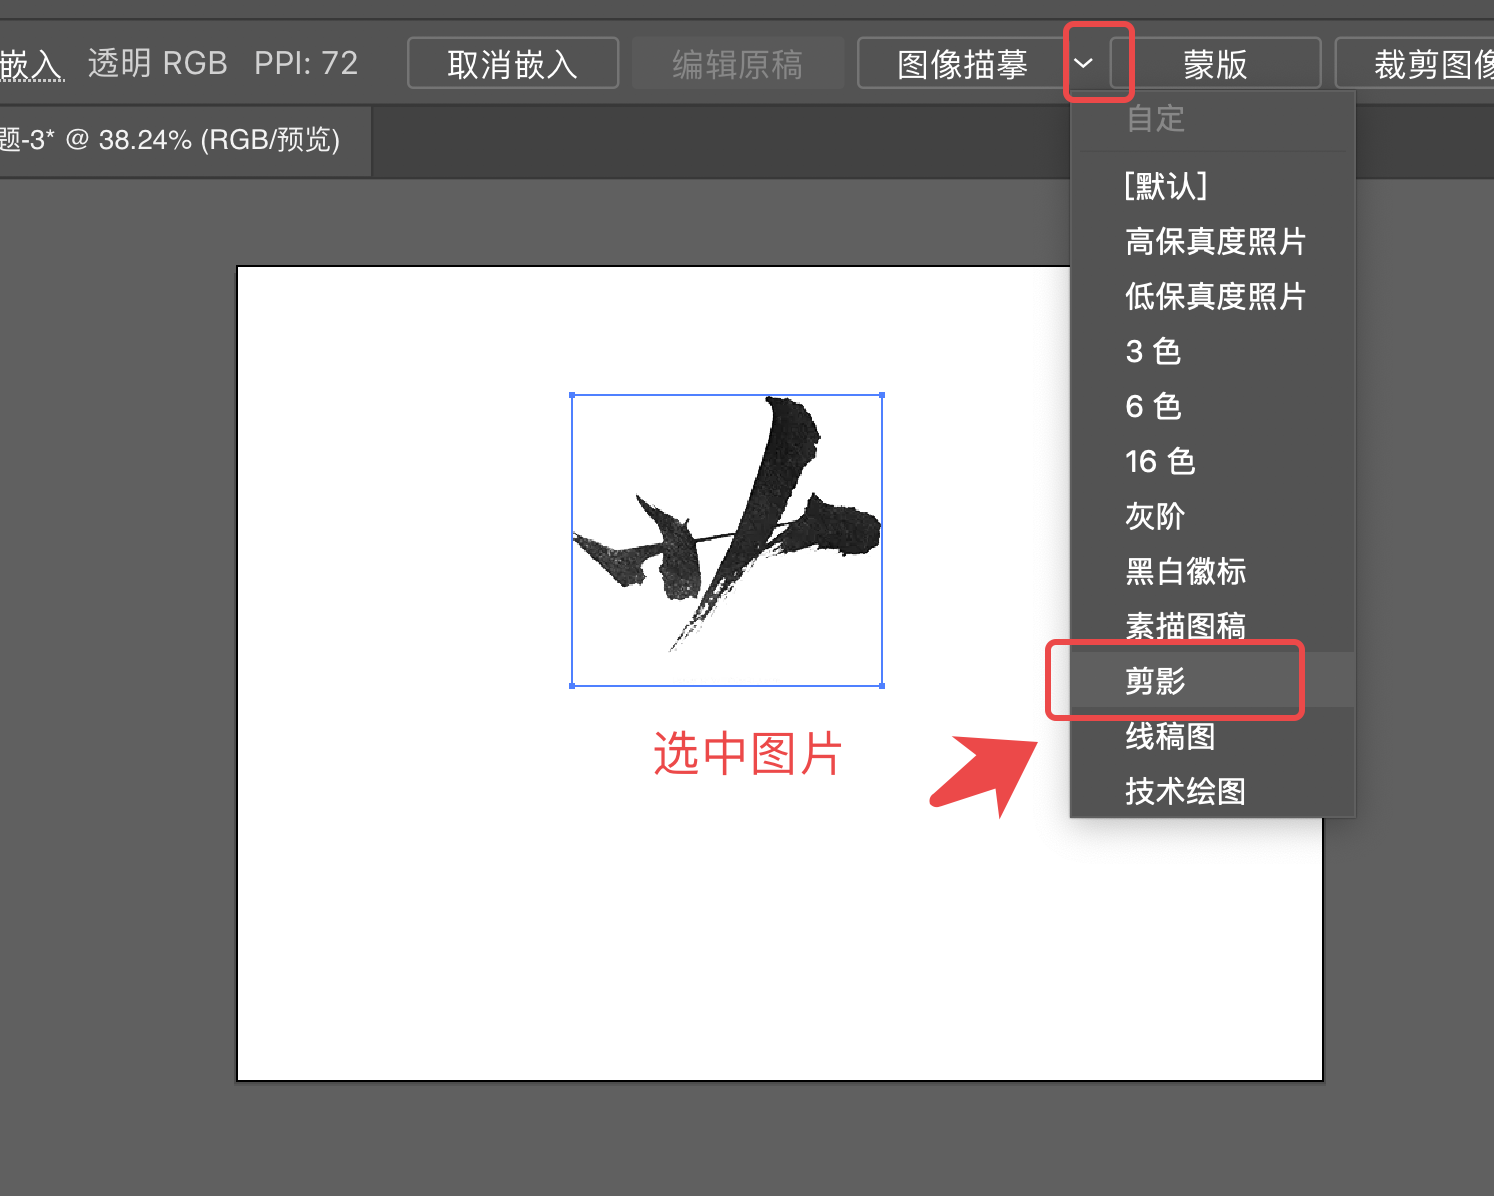 嵌入 透明 RGB PPI: 72 取消嵌入 编辑原稿 图像描摹 蒙版 裁剪图像
题-3* @ 38.24% (RGB/预览)
自定
[默认]
高保真度照片
低保真度照片
3 色
6 色
16 色
灰阶
黑白徽标
素描图稿
剪影
线稿图
技术绘图
选中图片